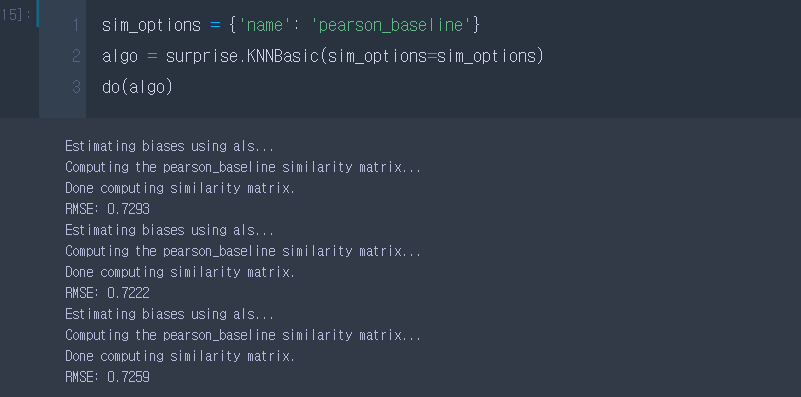 15]:
1 sim_options = {'name': 'pearson_baseline'}
2 algo = surprise.KNNBasic(sim_options=sim_options)
3 do(algo)
Estimating biases using als...
Computing the pearson_baseline similarity matrix...
Done computing similarity matrix.
RMSE: 0.7293
Estimating biases using als...
Computing the pearson_baseline similarity matrix...
Done computing similarity matrix.
RMSE: 0.7222
Estimating biases using als...
Computing the pearson_baseline similarity matrix...
Done computing similarity matrix.
RMSE: 0.7259